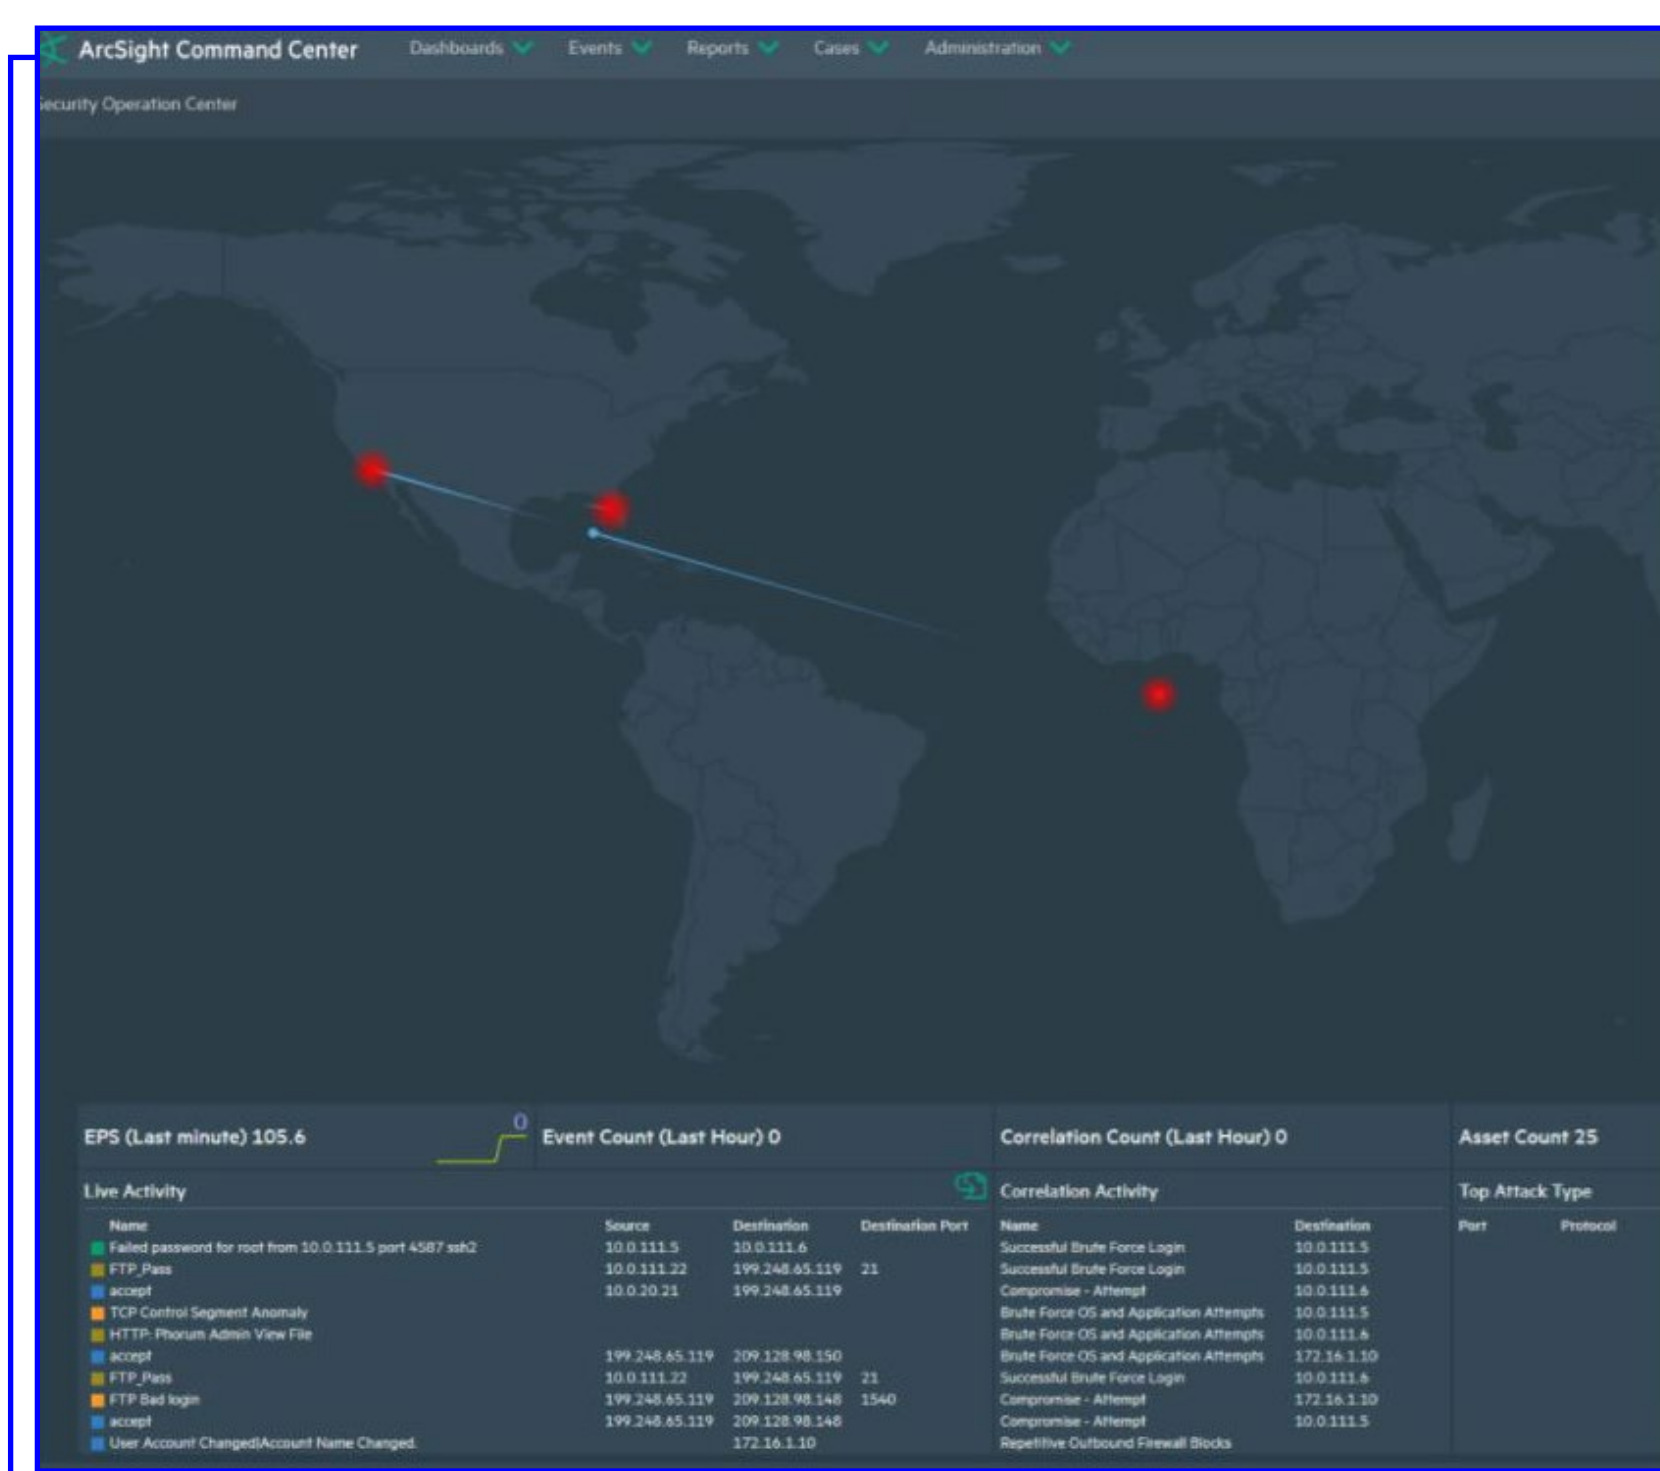 ArcSight Command Center Dashboards Events Reports Cases Administration
Security Operation Center
EPS (Last minute) 105.6 0 Event Count (Last Hour) 0 Correlation Count (Last Hour) 0 Asset Count 25
Live Activity Correlation Activity Top Attack Type
Name Source Destination Destination Port Name Destination Port Protocol
Failed password for root from 10.0.111.5 port 4587 ssh2 10.0.111.5 10.0.111.6 Successful Brute Force Login 10.0.111.5
FTP_Pass 10.0.111.22 199.248.65.119 21 Successful Brute Force Login 10.0.111.5
accept 10.0.20.21 199.248.65.119 Compromise - Attempt 10.0.111.6
TCP Control Segment Anomaly Brute Force OS and Application Attempts 10.0.111.5
HTTP: Phorum Admin View File Brute Force OS and Application Attempts 10.0.111.6
accept 199.248.65.119 209.128.98.150 Brute Force OS and Application Attempts 172.16.1.10
FTP_Pass 10.0.111.22 199.248.65.119 21 Successful Brute Force Login 10.0.111.6
FTP Bad login 199.248.65.119 209.128.98.148 1540 Compromise - Attempt 172.16.1.10
accept 199.248.65.119 209.128.98.148 Compromise - Attempt 10.0.111.5
User Account Changed|Account Name Changed. 172.16.1.10 Repetitive Outbound Firewall Blocks